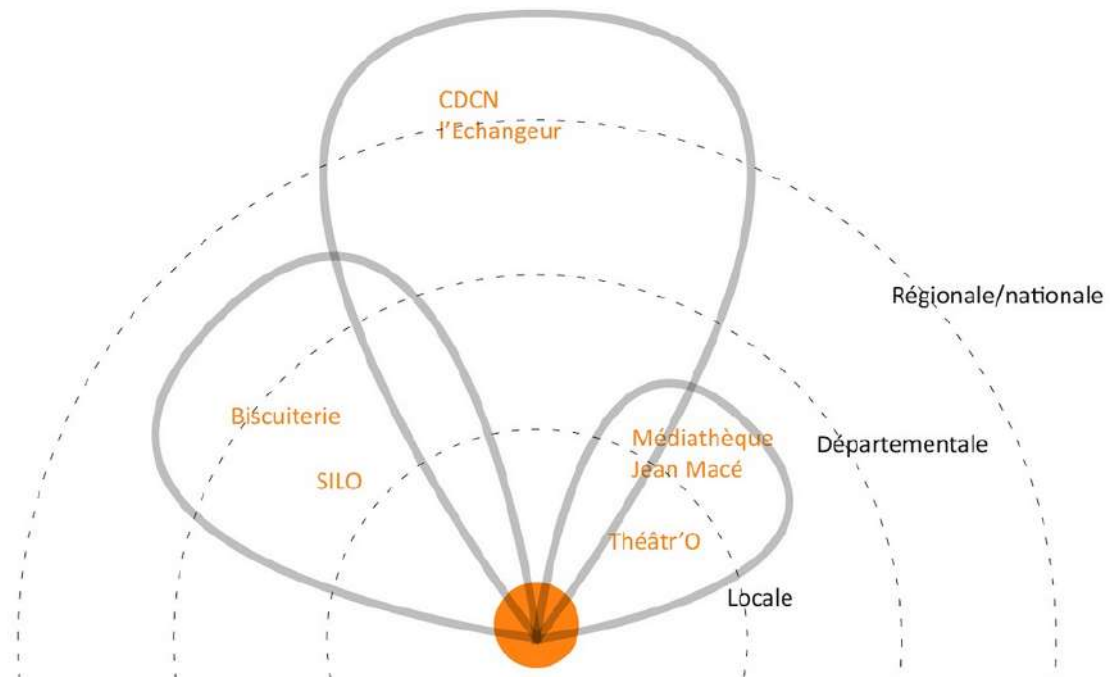 CDCN
l'Echangeur
Régionale/nationale
Biscuiterie
Médiathèque
Jean Macé
Départementale
SILO
Théâtr'O
Locale